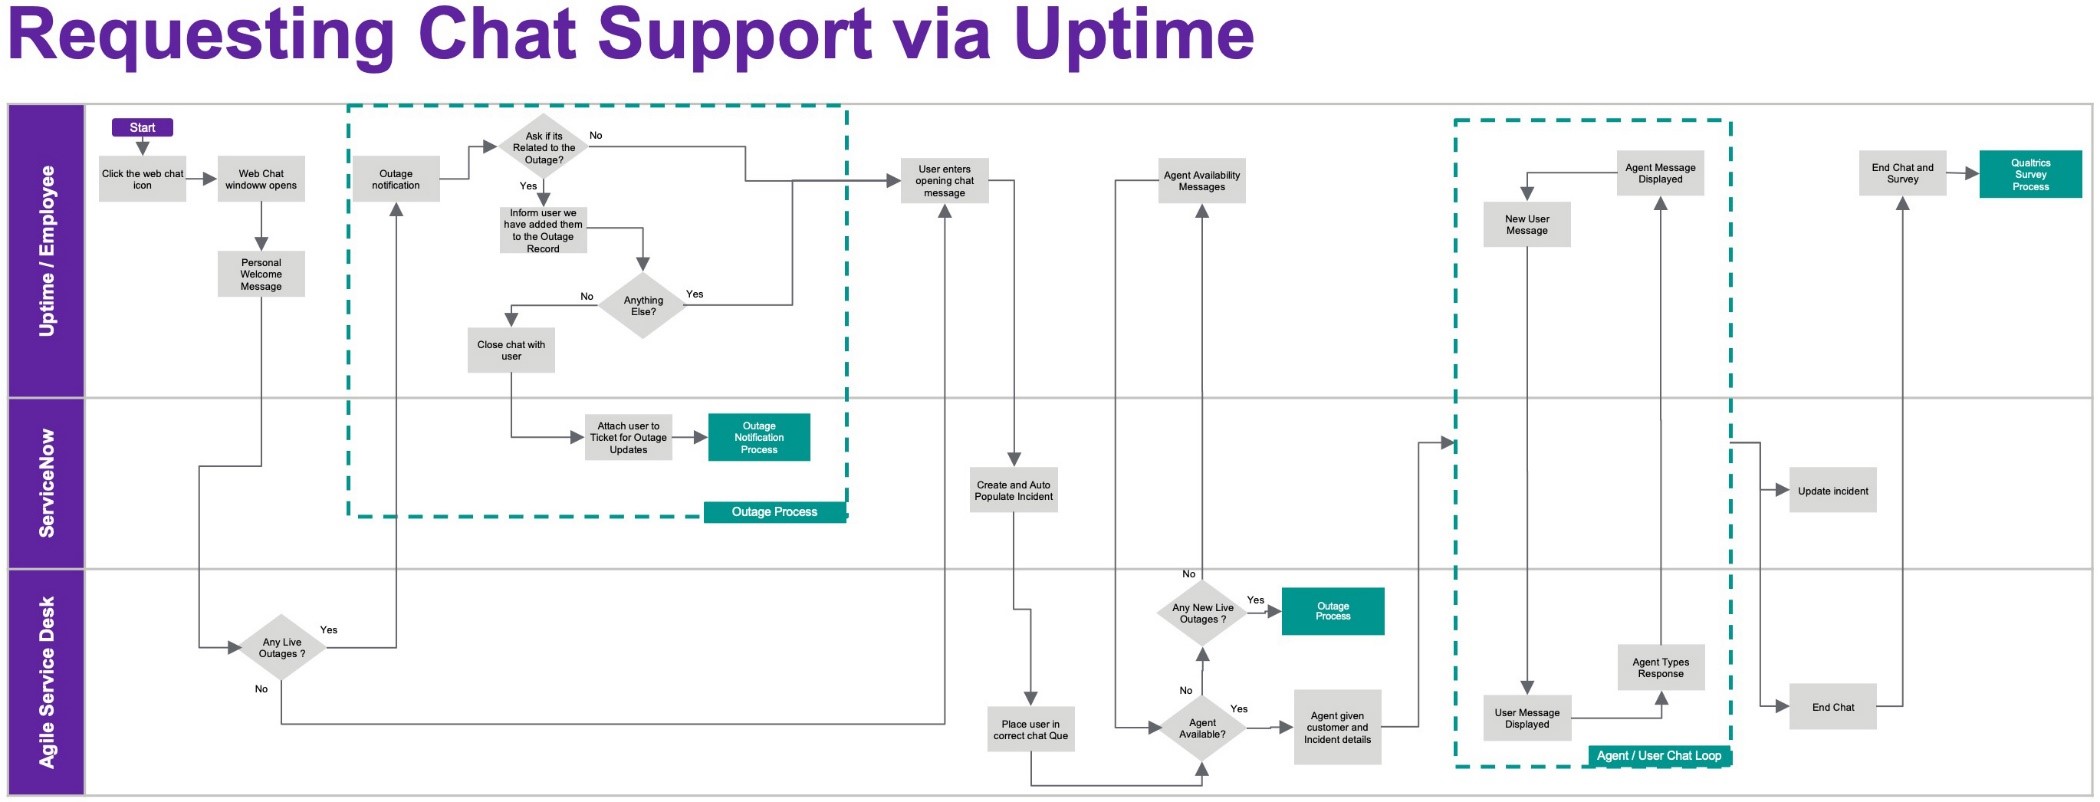 Requesting Chat Support via Uptime
Uptime / Employee
Start
Click the web chat
icon
Web Chat
windoww opens
Personal
Welcome
Message
Outage
notification
Ask if its
Related to the
Outage?
No
Yes
Inform user we
have added them
to the Outage
Record
Anything
Else?
No
Yes
Close chat with
user
User enters
opening chat
message
Agent Availability
Messages
Agent Message
Displayed
New User
Message
End Chat and
Survey
Qualtrics
Survey
Process
ServiceNow
Attach user to
Ticket for Outage
Updates
Outage
Notification
Process
Outage Process
Create and Auto
Populate Incident
Update incident
Agile Service Desk
Any Live
Outages ?
Yes
No
Place user in
correct chat Que
No
Any New Live
Outages ?
Yes
Outage
Process
No
Agent
Available?
Yes
Agent given
customer and
Incident details
User Message
Displayed
Agent Types
Response
Agent / User Chat Loop
End Chat